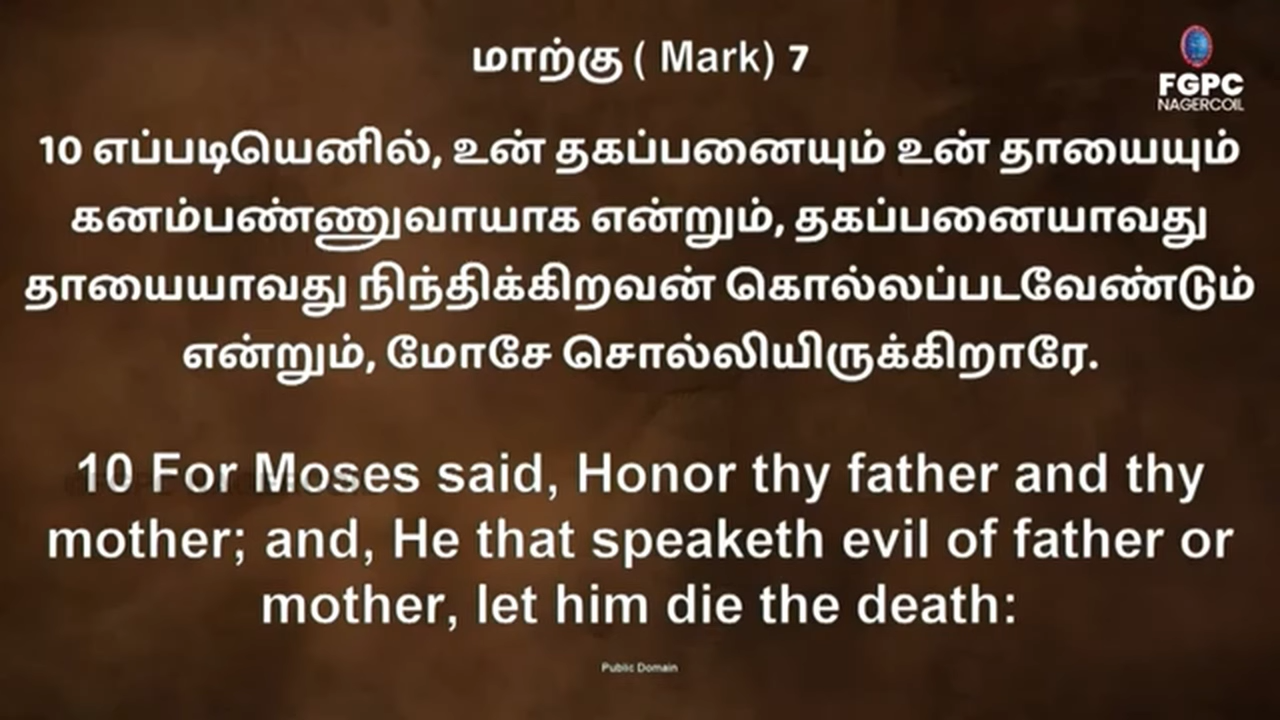 மாற்கு ( Mark) 7
FGPC
NAGERCOIL
10 எப்படியெனில், உன் தகப்பனையும் உன் தாயையும்
கனம்பண்ணுவாயாக என்றும், தகப்பனையாவது
தாயையாவது நிந்திக்கிறவன் கொல்லப்படவேண்டும்
என்றும், மோசே சொல்லியிருக்கிறாரே.
10 For Moses said, Honor thy father and thy
mother; and, He that speaketh evil of father or
mother, let him die the death:
Public Domain